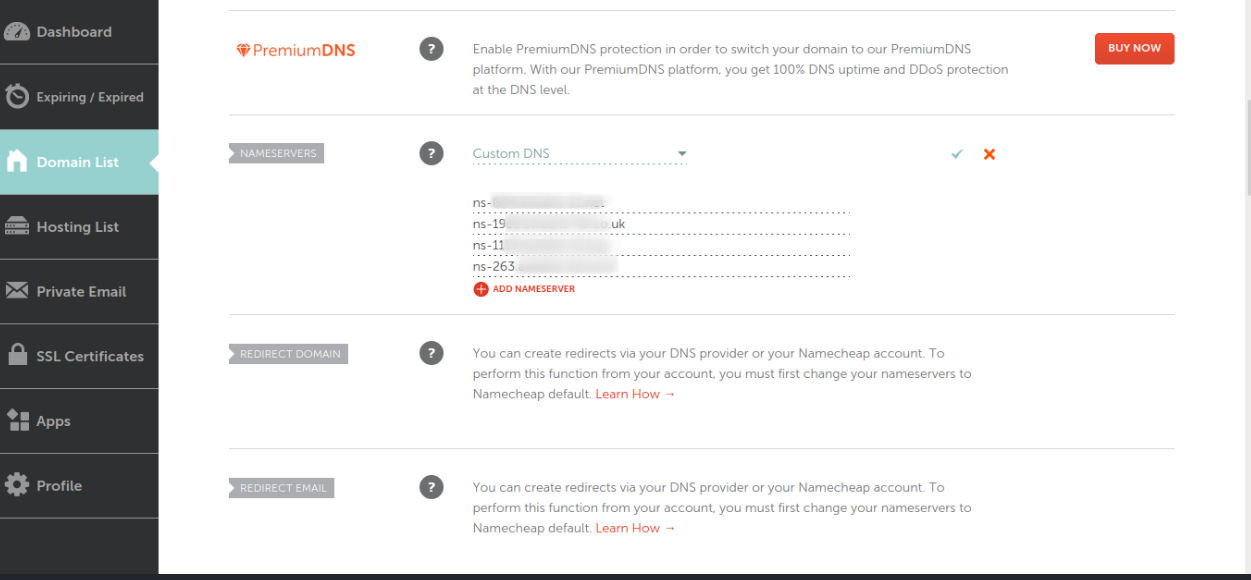 Dashboard
Expiring / Expired
Domain List
Hosting List
Private Email
SSL Certificates
Apps
Profile
PremiumDNS
?
Enable PremiumDNS protection in order to switch your domain to our PremiumDNS
platform. With our PremiumDNS platform, you get 100% DNS uptime and DDoS protection
at the DNS level.
BUY NOW
NAMESERVERS
?
Custom DNS
ns-
ns-19 .uk
ns-11
ns-263.
ADD NAMESERVER
REDIRECT DOMAIN
?
You can create redirects via your DNS provider or your Namecheap account. To
perform this function from your account, you must first change your nameservers to
Namecheap default. Learn How →
REDIRECT EMAIL
?
You can create redirects via your DNS provider or your Namecheap account. To
perform this function from your account, you must first change your nameservers to
Namecheap default. Learn How →